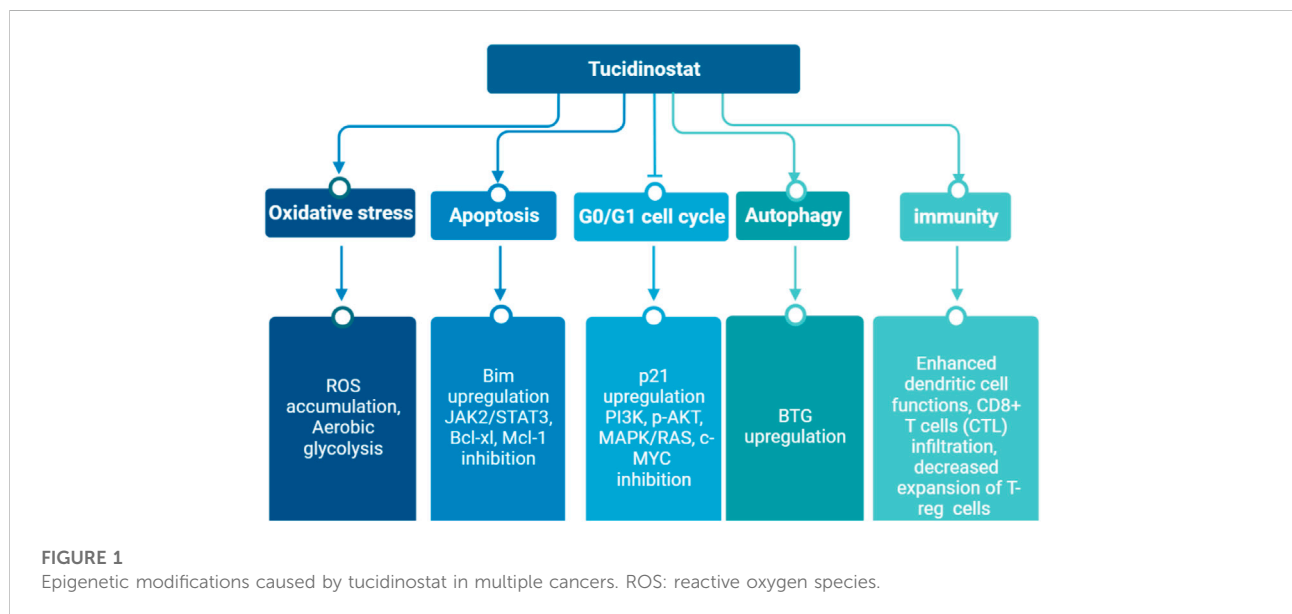 Tucidinostat
Oxidative stress
Apoptosis
G0/G1 cell cycle
Autophagy
immunity
ROS
accumulation,
Aerobic
glycolysis
Bim
upregulation
JAK2/STAT3,
Bcl-xl, Mcl-1
inhibition
p21
upregulation
PI3K, p-AKT,
MAPK/RAS, c-
MYC
inhibition
BTG
upregulation
Enhanced
dendritic cell
functions, CD8+
T cells (CTL)
infiltration,
decreased
expansion of T-
reg cells
FIGURE 1
Epigenetic modifications caused by tucidinostat in multiple cancers. ROS: reactive oxygen species.